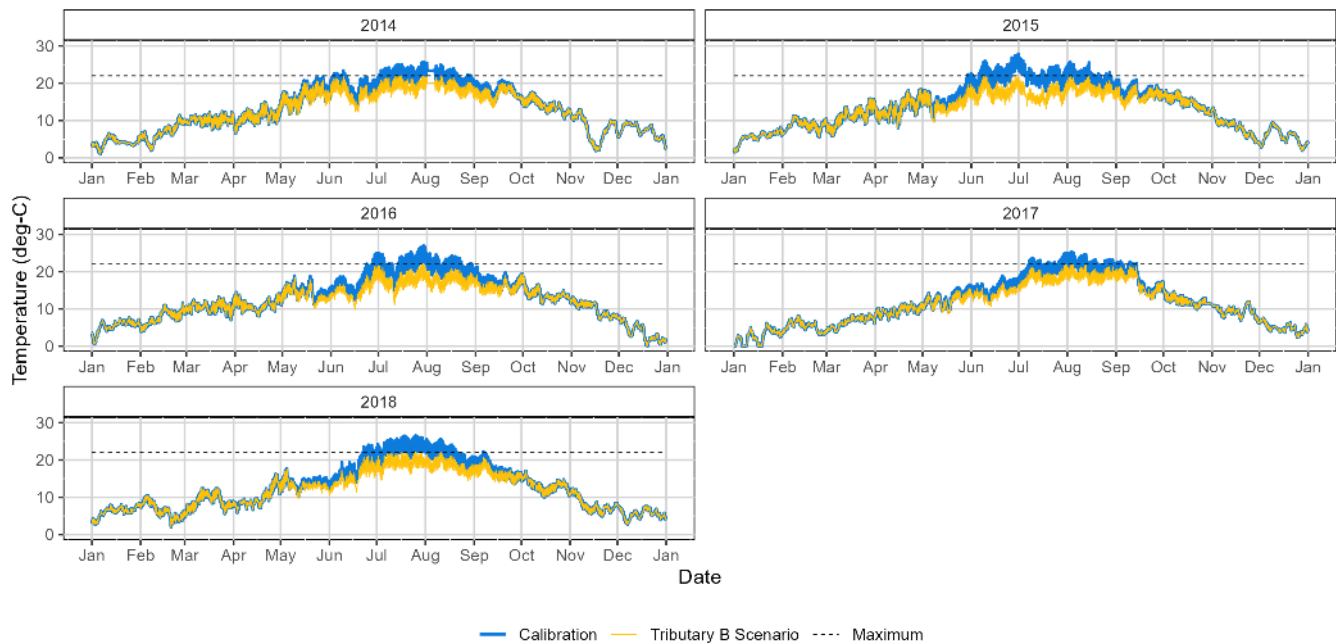 2014 2015
30 20 10 0
Jan Feb Mar Apr May Jun Jul Aug Sep Oct Nov Dec Jan Jan Feb Mar Apr May Jun Jul Aug Sep Oct Nov Dec Jan
2016 2017
30 20 10 0
Jan Feb Mar Apr May Jun Jul Aug Sep Oct Nov Dec Jan Jan Feb Mar Apr May Jun Jul Aug Sep Oct Nov Dec Jan
Temperature (deg-C)
2018
30 20 10 0
Jan Feb Mar Apr May Jun Jul Aug Sep Oct Nov Dec Jan
Date
Calibration Tributary B Scenario Maximum